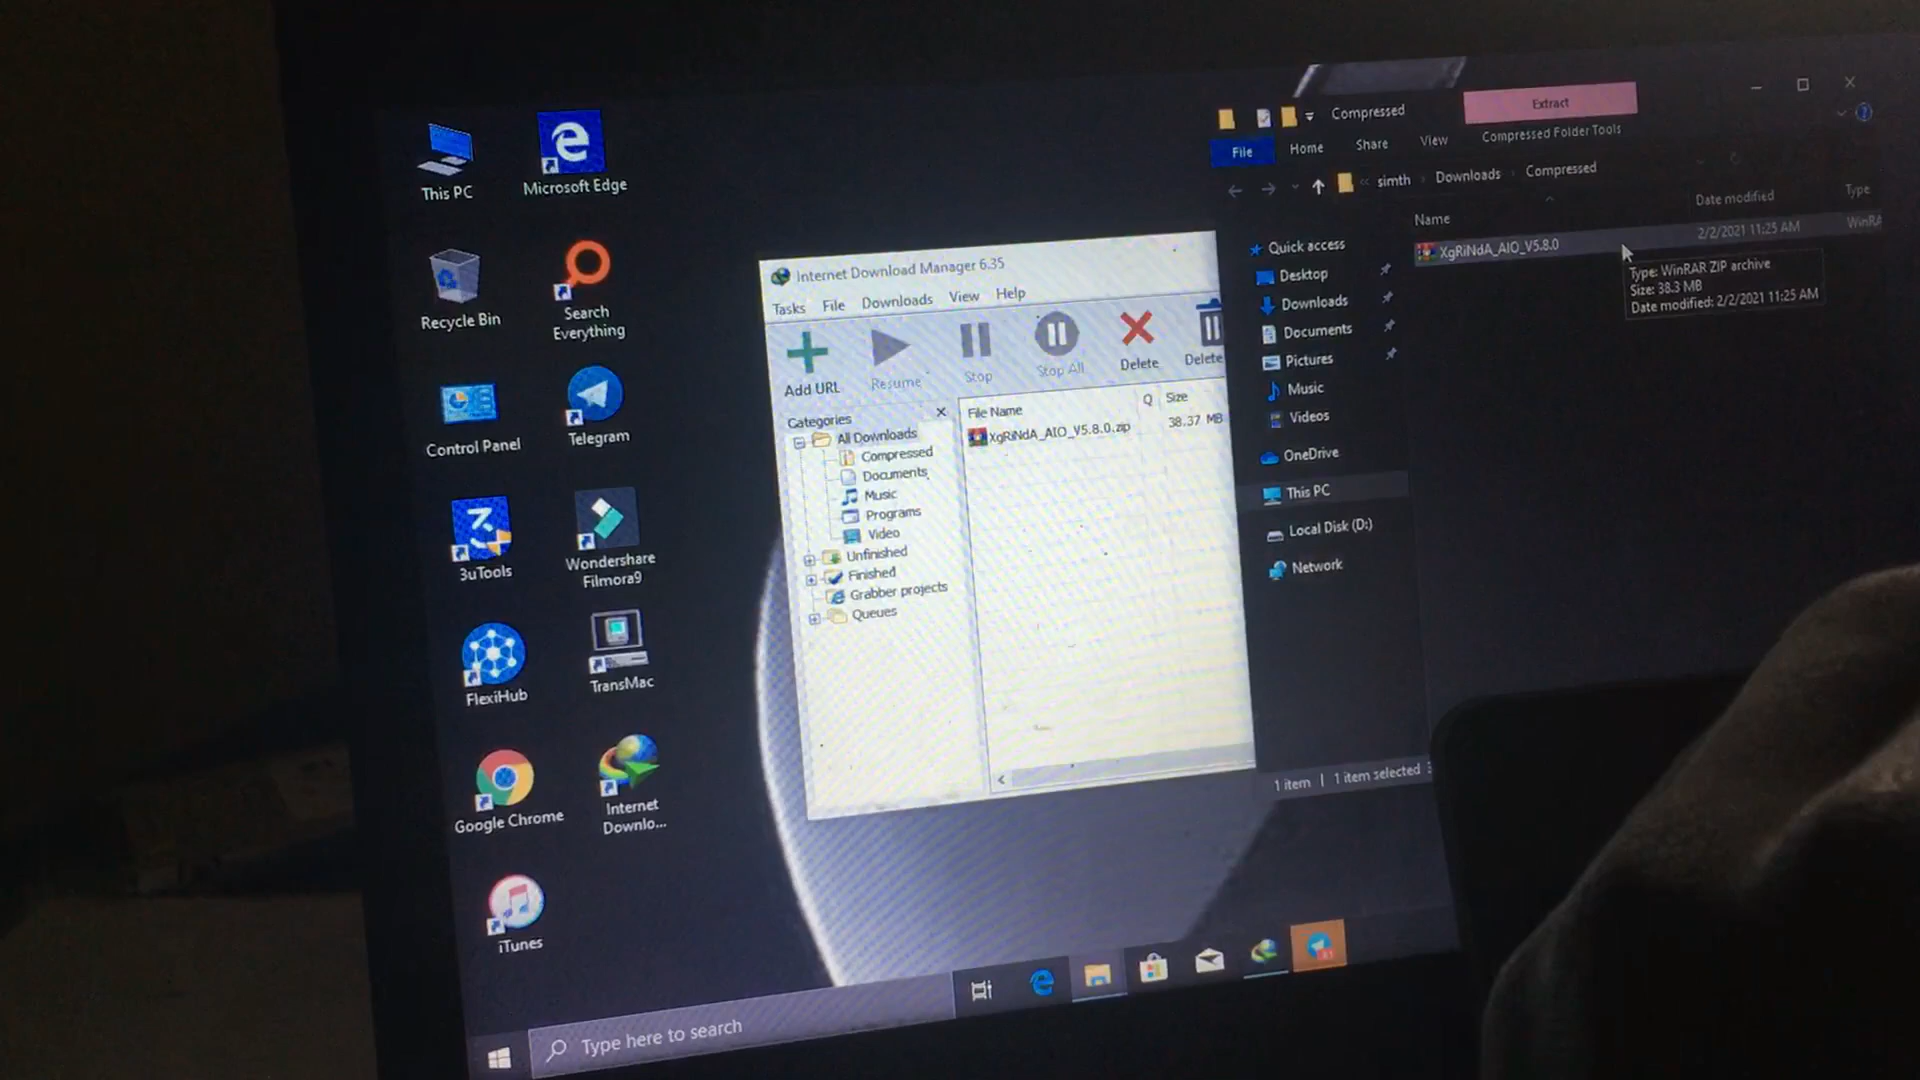 This PC
Microsoft Edge
Recycle Bin
Search
Everything
Control Panel
Telegram
3uTools
Wondershare
Filmora9
FlexiHub
TransMac
Google Chrome
Internet
Downlo...
iTunes
Internet Download Manager 6.35
Tasks File Downloads View Help
Add URL
Resume
Stop
Stop All
Delete
Delete
Categories
All Downloads
Compressed
Documents
Music
Programs
Video
Unfinished
Finished
Grabber projects
Queues
File Name Q Size
XgRiNdA_AIO_V5.8.0.zip 38.37 MB
Compressed
Extract
File Home Share View Compressed Folder Tools
simth Downloads Compressed
Name Date modified Type
XgRiNdA_AIO_V5.8.0 2/2/2021 11:25 AM WinRA
Type: WinRAR ZIP archive
Size: 38.3 MB
Date modified: 2/2/2021 11:25 AM
Quick access
Desktop
Downloads
Documents
Pictures
Music
Videos
OneDrive
This PC
Local Disk (D:)
Network
1 item 1 item selected
Type here to search